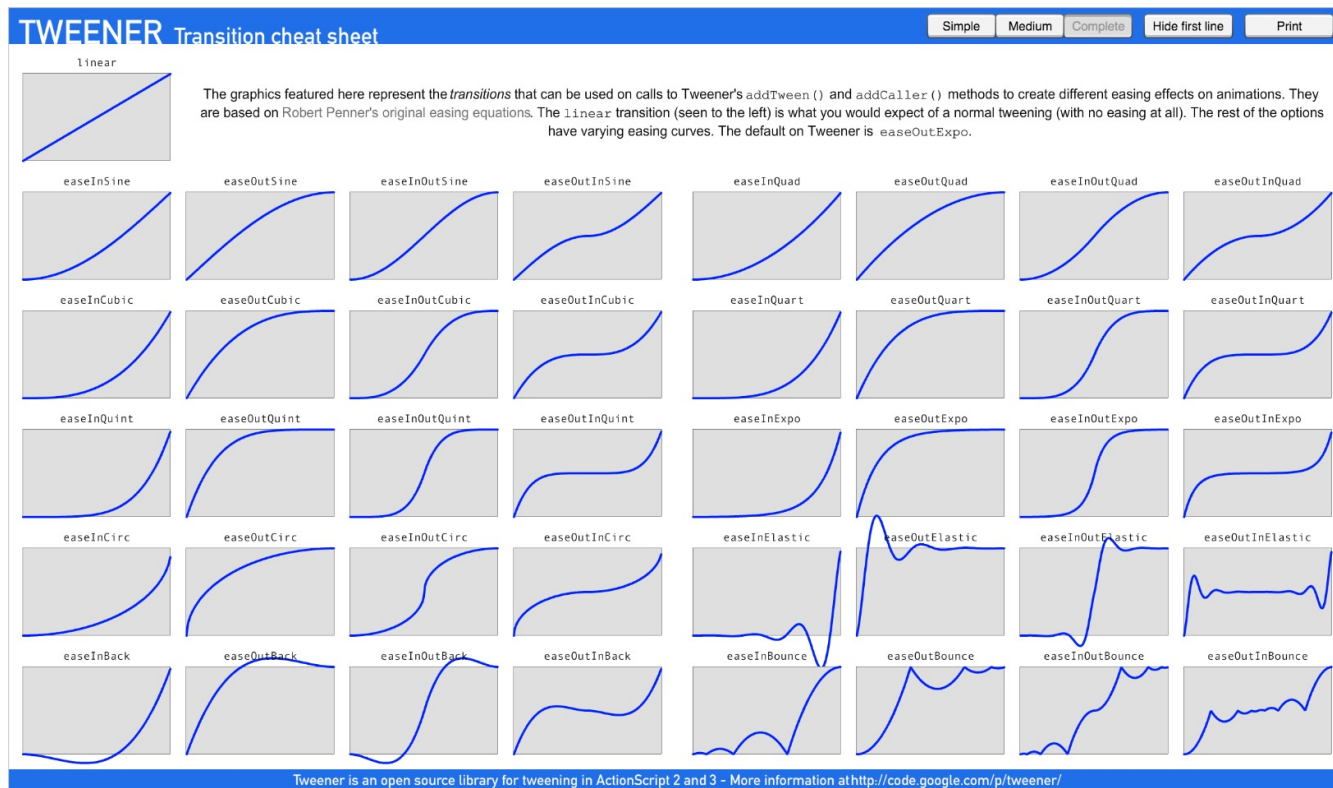 TWEENER Transition cheat sheet
Simple Medium Complete Hide first line Print
linear
The graphics featured here represent the transitions that can be used on calls to Tweener's addTween() and addCaller() methods to create different easing effects on animations. They
are based on Robert Penner's original easing equations. The linear transition (seen to the left) is what you would expect of a normal tweening (with no easing at all). The rest of the options
have varying easing curves. The default on Tweener is easeOutExpo.
easeInSine easeOutSine easeInOutSine easeOutInSine easeInQuad easeOutQuad easeInOutQuad easeOutInQuad
easeInCubic easeOutCubic easeInOutCubic easeOutInCubic easeInQuart easeOutQuart easeInOutQuart easeOutInQuart
easeInQuint easeOutQuint easeInOutQuint easeOutInQuint easeInExpo easeOutExpo easeInOutExpo easeOutInExpo
easeInCirc easeOutCirc easeInOutCirc easeOutInCirc easeInElastic easeOutElastic easeInOutElastic easeOutInElastic
easeInBack easeOutBack easeInOutBack easeOutInBack easeInBounce easeOutBounce easeInOutBounce easeOutInBounce
Tweener is an open source library for tweening in ActionScript 2 and 3 - More information at http://code.google.com/p/tweener/